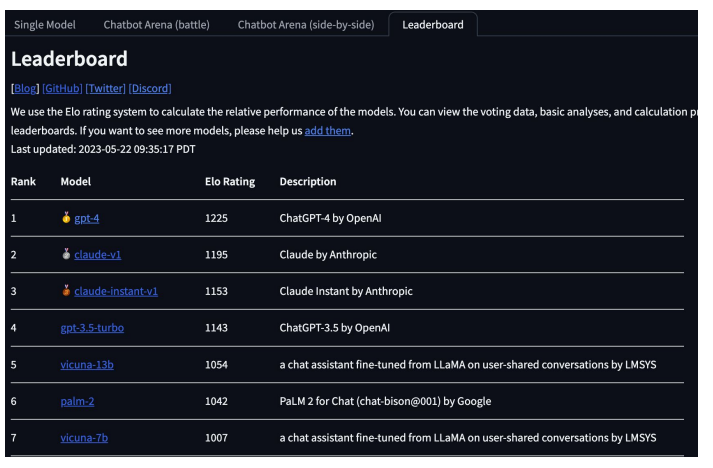 Single Model Chatbot Arena (battle) Chatbot Arena (side-by-side) Leaderboard
Leaderboard
[Blog] [GitHub] [Twitter] [Discord]
We use the Elo rating system to calculate the relative performance of the models. You can view the voting data, basic analyses, and calculation
leaderboards. If you want to see more models, please help us add them.
Last updated: 2023-05-22 09:35:17 PDT
Rank Model Elo Rating Description
1 gpt-4 1225 ChatGPT-4 by OpenAI
2 claude-v1 1195 Claude by Anthropic
3 claude-instant-v1 1153 Claude Instant by Anthropic
4 gpt-3.5-turbo 1143 ChatGPT-3.5 by OpenAI
5 vicuna-13b 1054 a chat assistant fine-tuned from LLaMA on user-shared conversations by LMSYS
6 palm-2 1042 PaLM 2 for Chat (chat-bison@001) by Google
7 vicuna-7b 1007 a chat assistant fine-tuned from LLaMA on user-shared conversations by LMSYS